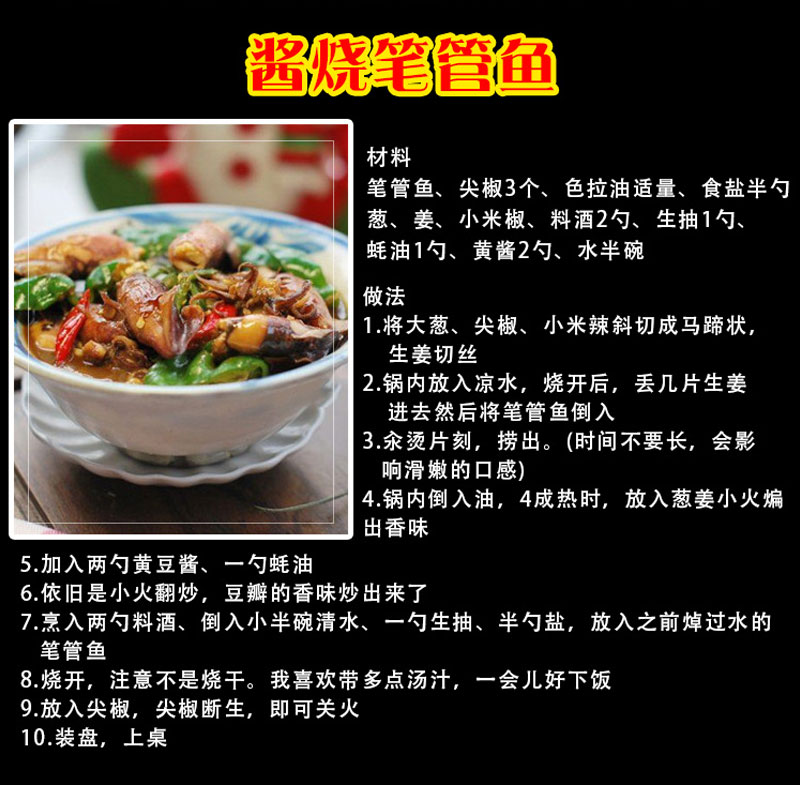 酱烧笔管鱼
材料
笔管鱼、尖椒3个、色拉油适量、食盐半勺
葱、姜、小米椒、料酒2勺、生抽1勺、
蚝油1勺、黄酱2勺、水半碗
做法
1.将大葱、尖椒、小米辣斜切成马蹄状，
生姜切丝
2.锅内放入凉水，烧开后，丢几片生姜
进去然后将笔管鱼倒入
3.汆烫片刻，捞出。(时间不要长，会影
响滑嫩的口感)
4.锅内倒入油，4成热时，放入葱姜小火煸
出香味
5.加入两勺黄豆酱、一勺蚝油
6.依旧是小火翻炒，豆瓣的香味炒出来了
7.烹入两勺料酒、倒入小半碗清水、一勺生抽、半勺盐，放入之前焯过水的
笔管鱼
8.烧开，注意不是烧干。我喜欢带多点汤汁，一会儿好下饭
9.放入尖椒，尖椒断生，即可关火
10.装盘，上桌